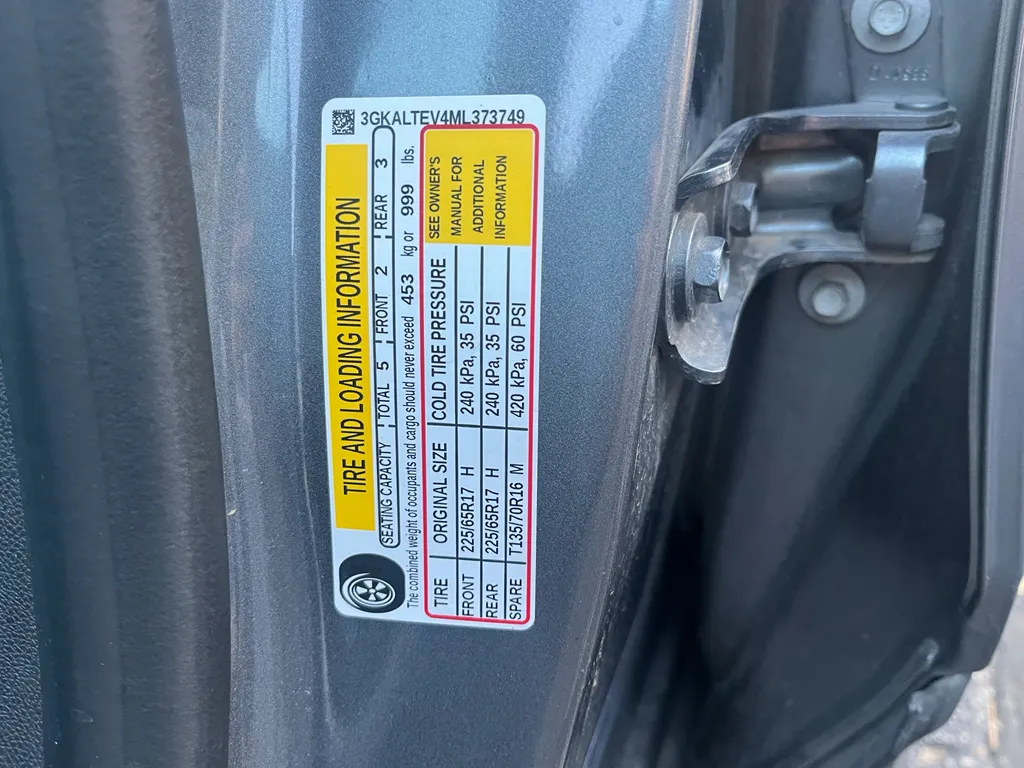 3GKALTEV4ML373749
TIRE AND LOADING INFORMATION
SEATING CAPACITY TOTAL 5 FRONT 2 REAR 3
The combined weight of occupants and cargo should never exceed 453 kg or 999 lbs.
TIRE ORIGINAL SIZE COLD TIRE PRESSURE
FRONT 225/65R17 H 240 kPa, 35 PSI
REAR 225/65R17 H 240 kPa, 35 PSI
SPARE T135/70R16 M 420 kPa, 60 PSI
SEE OWNER'S
MANUAL FOR
ADDITIONAL
INFORMATION